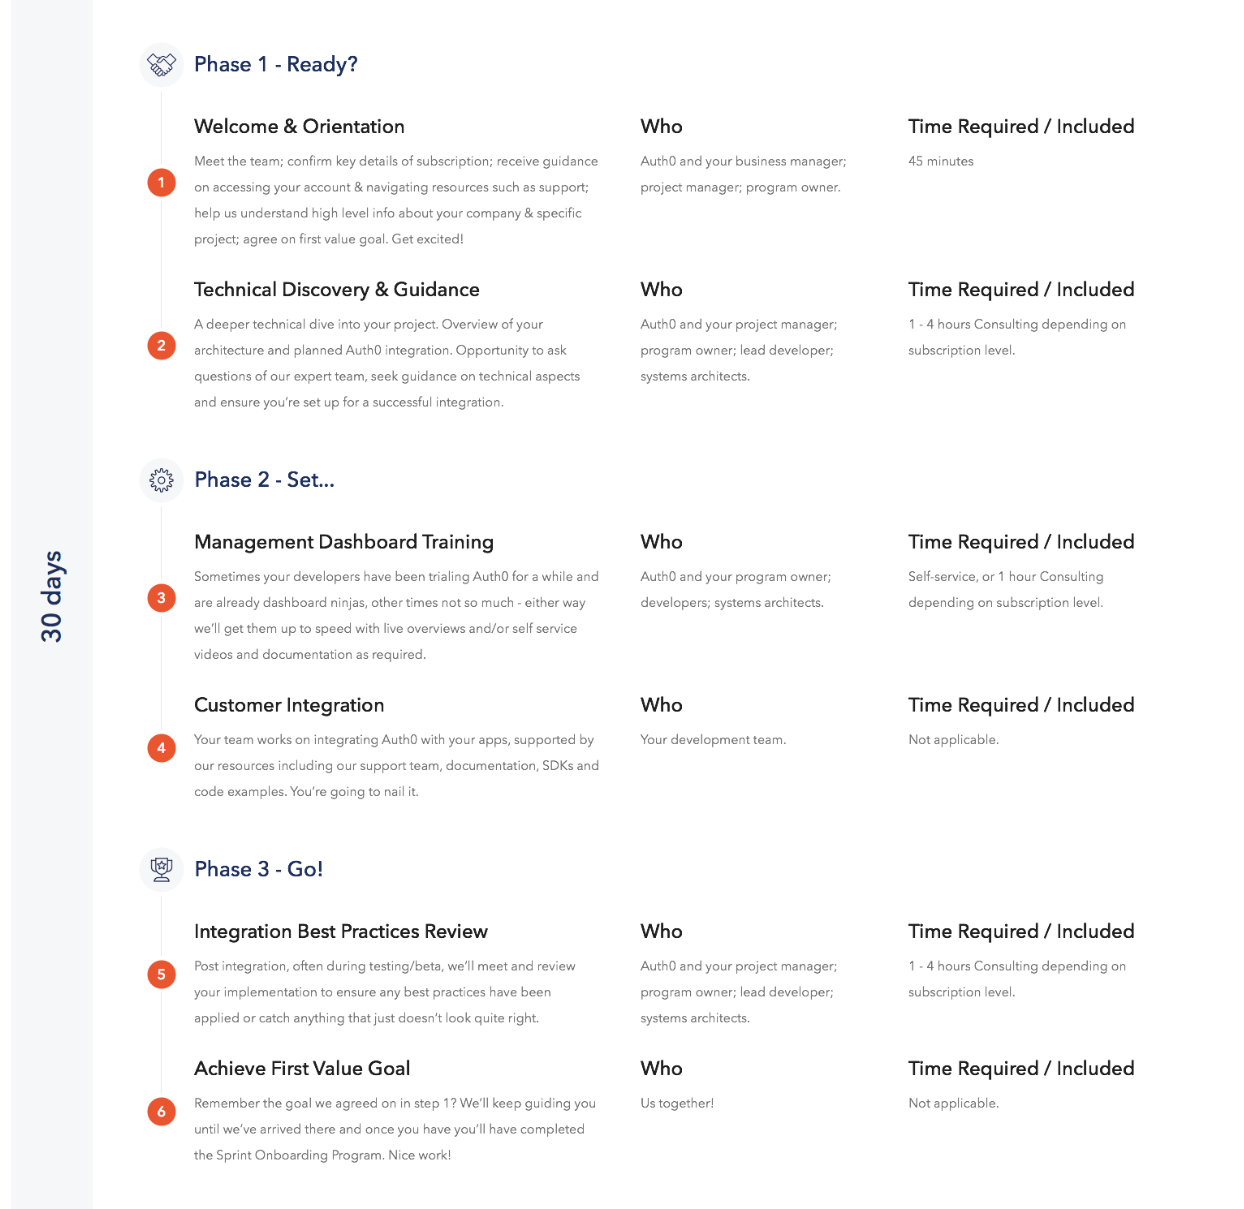 30 days
Phase 1 - Ready?
Welcome & Orientation
Meet the team; confirm key details of subscription; receive guidance
on accessing your account & navigating resources such as support;
help us understand high level info about your company & specific
project; agree on first value goal. Get excited!
Who
Auth0 and your business manager;
project manager; program owner.
Time Required / Included
45 minutes
1
Technical Discovery & Guidance
A deeper technical dive into your project. Overview of your
architecture and planned Auth0 integration. Opportunity to ask
questions of our expert team, seek guidance on technical aspects
and ensure you're set up for a successful integration.
Who
Auth0 and your project manager;
program owner; lead developer;
systems architects.
Time Required / Included
1 - 4 hours Consulting depending on
subscription level.
2
Phase 2 - Set...
Management Dashboard Training
Sometimes your developers have been trialing Auth0 for a while and
are already dashboard ninjas, other times not so much - either way
we'll get them up to speed with live overviews and/or self service
videos and documentation as required.
Who
Auth0 and your program owner;
developers; systems architects.
Time Required / Included
Self-service, or 1 hour Consulting
depending on subscription level.
3
Customer Integration
Your team works on integrating Auth0 with your apps, supported by
our resources including our support team, documentation, SDKs and
code examples. You're going to nail it.
Who
Your development team.
Time Required / Included
Not applicable.
4
Phase 3 - Go!
Integration Best Practices Review
Post integration, often during testing/beta, we'll meet and review
your implementation to ensure any best practices have been
applied or catch anything that just doesn't look quite right.
Who
Auth0 and your project manager;
program owner; lead developer;
systems architects.
Time Required / Included
1 - 4 hours Consulting depending on
subscription level.
5
Achieve First Value Goal
Remember the goal we agreed on in step 1? We'll keep guiding you
until we've arrived there and once you have you'll have completed
the Sprint Onboarding Program. Nice work!
Who
Us together!
Time Required / Included
Not applicable.
6